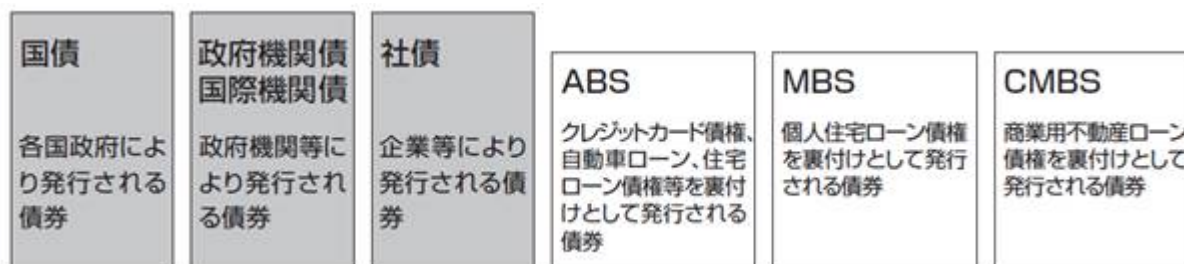 国債
各国政府によ
り発行される
債券
政府機関債
国際機関債
政府機関等に
より発行され
る債券
社債
企業等により
発行される債
券
ABS
クレジットカード債権、
自動車ローン、住宅
ローン債権等を裏付
けとして発行される
債券
MBS
個人住宅ローン債権
を裏付けとして発行
される債券
CMBS
商業用不動産ローン
債権を裏付けとして
発行される債券